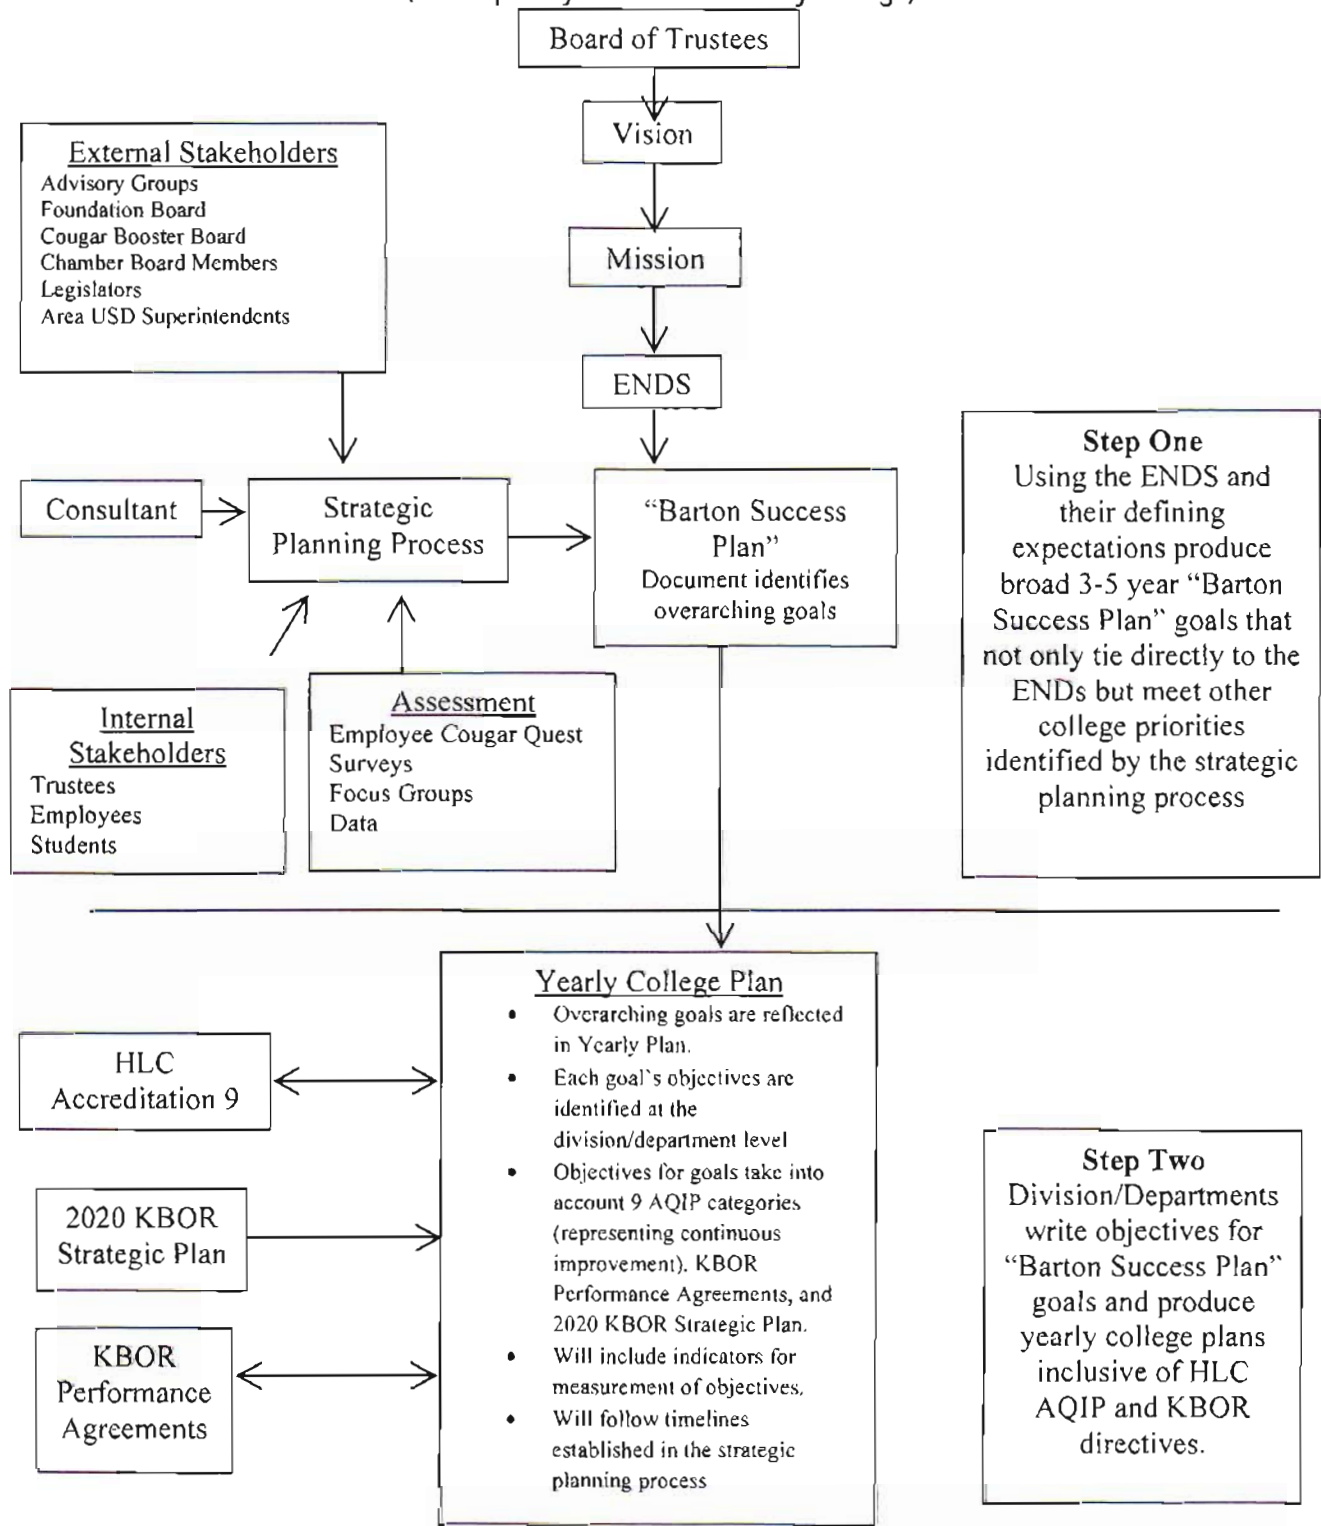 Board of Trustees
Vision
External Stakeholders
Advisory Groups
Foundation Board
Cougar Booster Board
Chamber Board Members
Legislators
Area USD Superintendents
Mission
ENDS
Consultant
Strategic
Planning Process
“Barton Success
Plan”
Document identifies
overarching goals
Step One
Using the ENDS and
their defining
expectations produce
broad 3-5 year “Barton
Success Plan” goals that
not only tie directly to the
ENDs but meet other
college priorities
identified by the strategic
planning process
Internal
Stakeholders
Trustees
Employees
Students
Assessment
Employee Cougar Quest
Surveys
Focus Groups
Data
Yearly College Plan
• Overarching goals are reflected
in Yearly Plan.
• Each goal's objectives are
identified at the
division/department level
• Objectives for goals take into
account 9 AQIP categories
(representing continuous
improvement). KBOR
Performance Agreements, and
2020 KBOR Strategic Plan.
• Will include indicators for
measurement of objectives.
• Will follow timelines
established in the strategic
planning process
HLC
Accreditation 9
2020 KBOR
Strategic Plan
KBOR
Performance
Agreements
Step Two
Division/Departments
write objectives for
“Barton Success Plan”
goals and produce
yearly college plans
inclusive of HLC
AQIP and KBOR
directives.